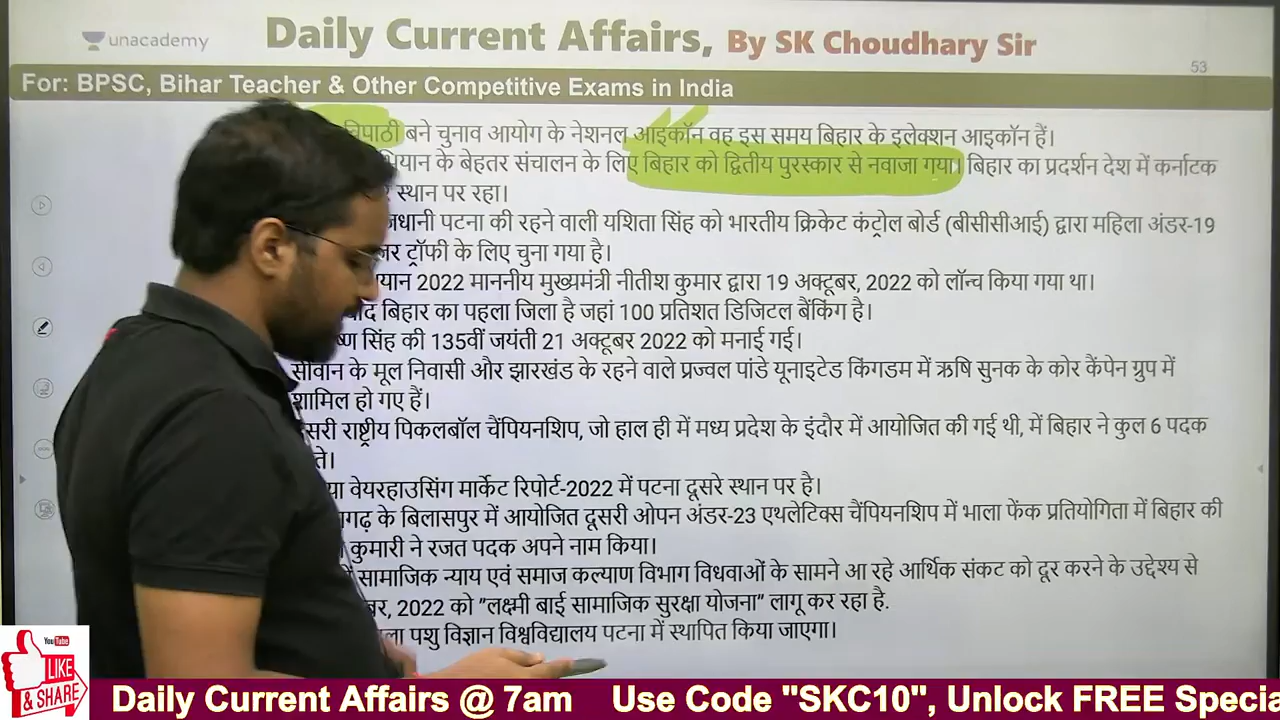 unacademy
Daily Current Affairs, By SK Choudhary Sir
53
For: BPSC, Bihar Teacher & Other Competitive Exams in India
त्रिपाठी बने चुनाव आयोग के नेशनल आइकॉन वह इस समय बिहार के इलेक्शन आइकॉन हैं।
के बेहतर संचालन के लिए बिहार को द्वितीय पुरस्कार से नवाजा गया। बिहार का प्रदर्शन देश में कर्नाटक
स्थान पर रहा।
पटना की रहने वाली यशिता सिंह को भारतीय क्रिकेट कंट्रोल बोर्ड (बीसीसीआई) द्वारा महिला अंडर-19
ट्रॉफी के लिए चुना गया है।
2022 माननीय मुख्यमंत्री नीतीश कुमार द्वारा 19 अक्टूबर, 2022 को लॉन्च किया गया था।
बिहार का पहला जिला है जहां 100 प्रतिशत डिजिटल बैंकिंग है।
सिंह की 135वीं जयंती 21 अक्टूबर 2022 को मनाई गई।
सीवान के मूल निवासी और झारखंड के रहने वाले प्रज्वल पांडे यूनाइटेड किंगडम में ऋषि सुनक के कोर कैंपेन ग्रुप में
शामिल हो गए हैं।
राष्ट्रीय पिकलबॉल चैंपियनशिप, जो हाल ही में मध्य प्रदेश के इंदौर में आयोजित की गई थी, में बिहार ने कुल 6 पदक
वेयरहाउसिंग मार्केट रिपोर्ट-2022 में पटना दूसरे स्थान पर है।
के बिलासपुर में आयोजित दूसरी ओपन अंडर-23 एथलेटिक्स चैंपियनशिप में भाला फेंक प्रतियोगिता में बिहार की
कुमारी ने रजत पदक अपने नाम किया।
सामाजिक न्याय एवं समाज कल्याण विभाग विधवाओं के सामने आ रहे आर्थिक संकट को दूर करने के उद्देश्य से
2022 को "लक्ष्मी बाई सामाजिक सुरक्षा योजना" लागू कर रहा है.
पशु विज्ञान विश्वविद्यालय पटना में स्थापित किया जाएगा।
YouTube
LIKE
& SHARE
Daily Current Affairs @ 7am Use Code "SKC10", Unlock FREE